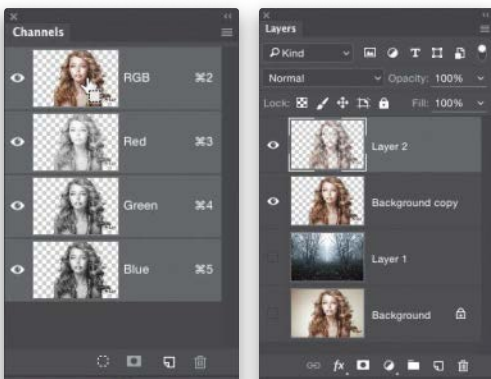 Channels
RGB ⌘2
Red ⌘3
Green ⌘4
Blue ⌘5
Layers
Kind
Normal Opacity: 100%
Lock: Fill: 100%
Layer 2
Background copy
Layer 1
Background
fx